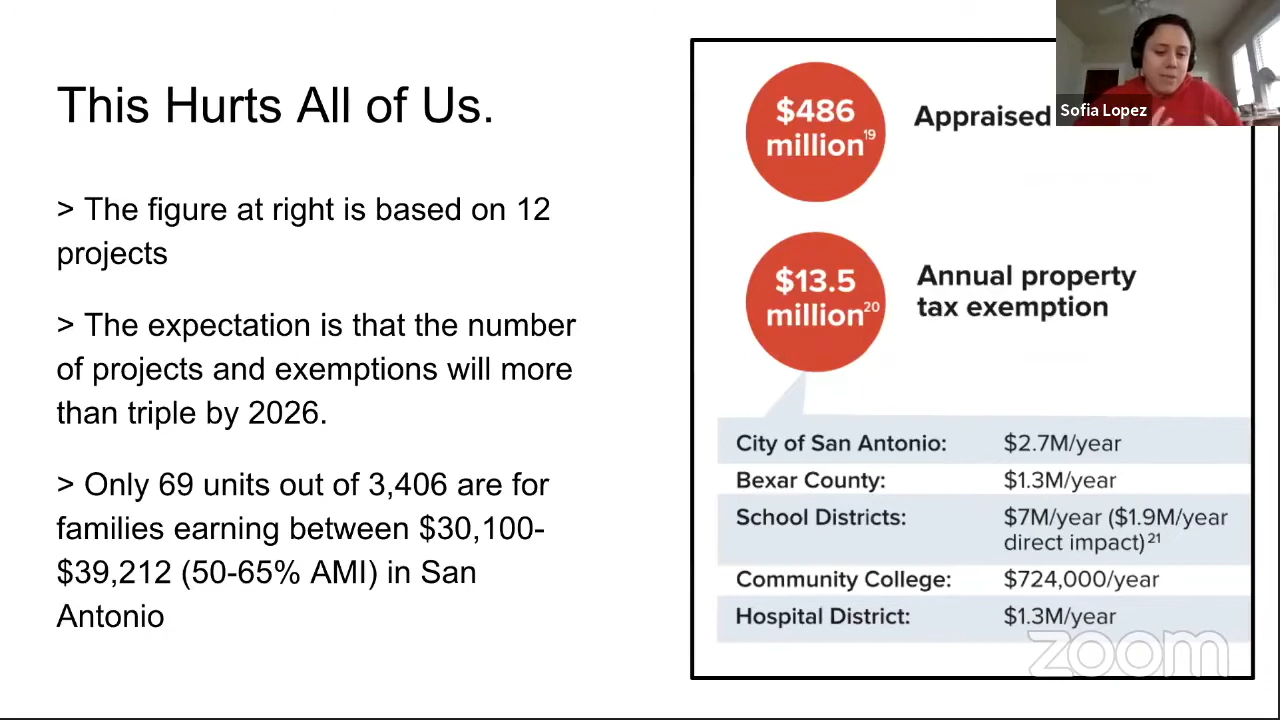 This Hurts All of Us.
> The figure at right is based on 12
projects
> The expectation is that the number
of projects and exemptions will more
than triple by 2026.
> Only 69 units out of 3,406 are for
families earning between $30,100-
$39,212 (50-65% AMI) in San
Antonio
$486
million19
Appraised
$13.5
million20
Annual property
tax exemption
City of San Antonio: $2.7M/year
Bexar County: $1.3M/year
School Districts: $7M/year ($1.9M/year
direct impact)21
Community College: $724,000/year
Hospital District: $1.3M/year
Sofia Lopez
zoom